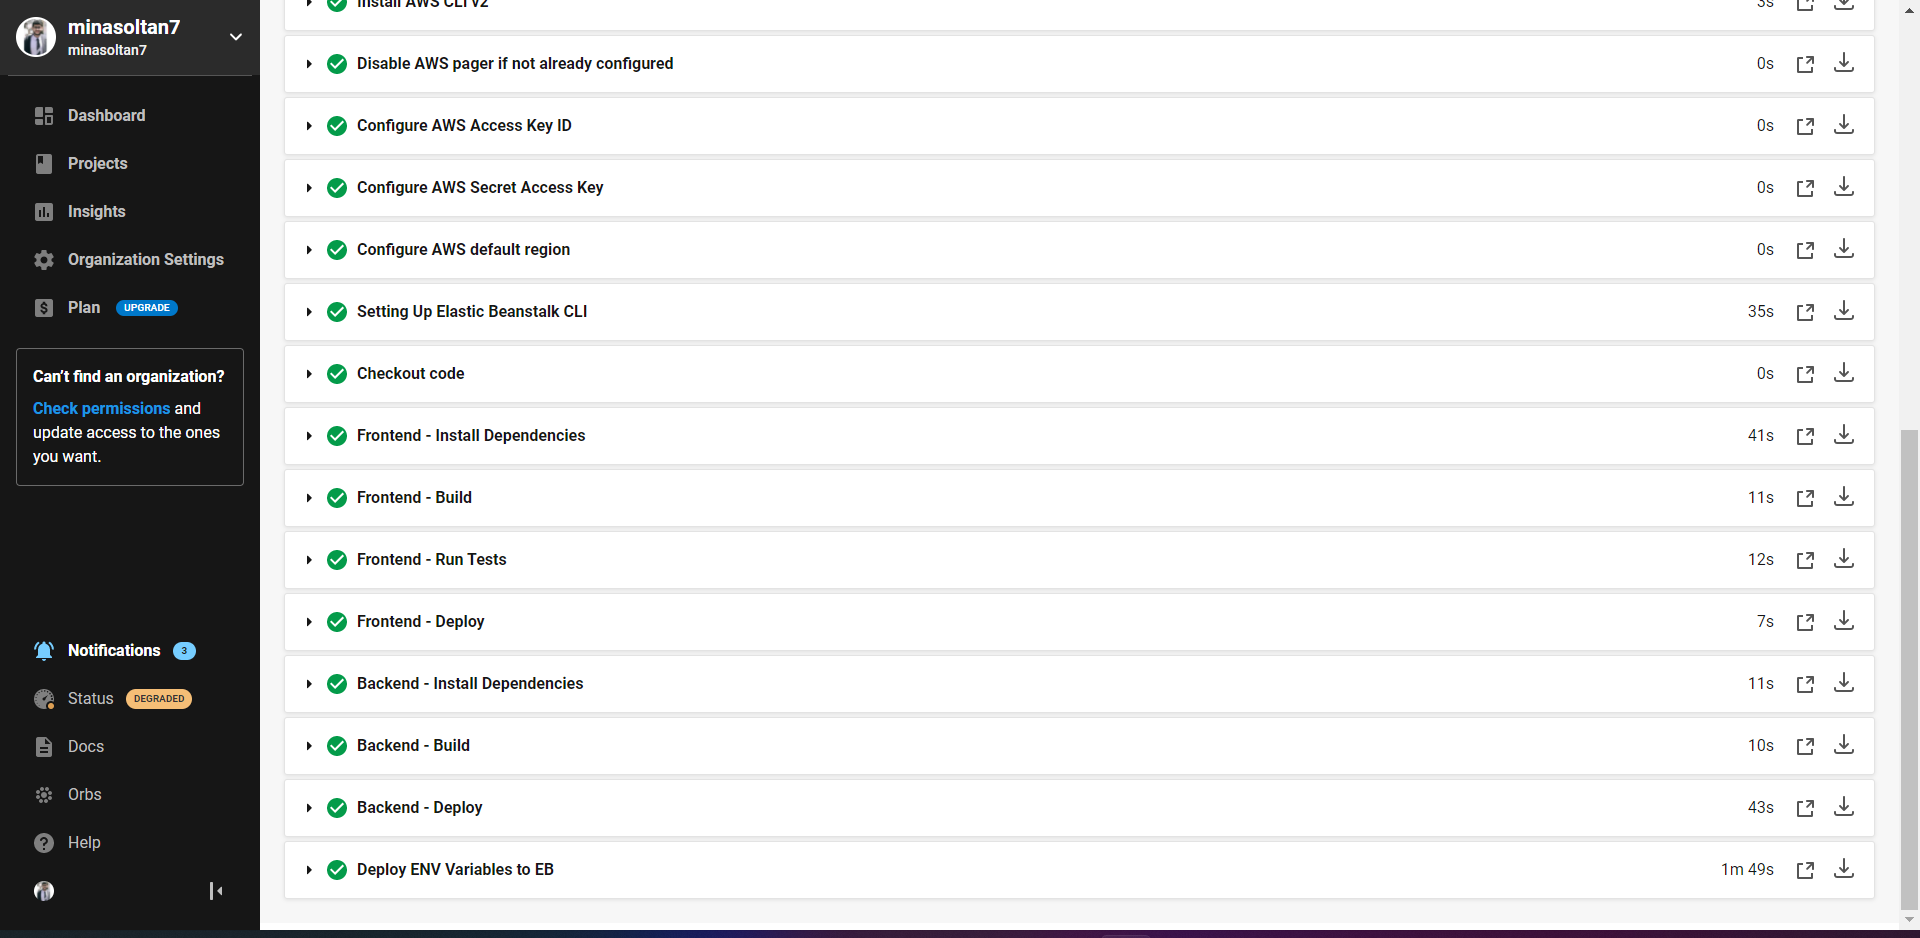 minasoltan7
minasoltan7
Dashboard
Projects
Insights
Organization Settings
Plan UPGRADE
Can't find an organization?
Check permissions and
update access to the ones
you want.
Notifications 3
Status DEGRADED
Docs
Orbs
Help
Install AWS CLI v2 3s
Disable AWS pager if not already configured 0s
Configure AWS Access Key ID 0s
Configure AWS Secret Access Key 0s
Configure AWS default region 0s
Setting Up Elastic Beanstalk CLI 35s
Checkout code 0s
Frontend - Install Dependencies 41s
Frontend - Build 11s
Frontend - Run Tests 12s
Frontend - Deploy 7s
Backend - Install Dependencies 11s
Backend - Build 10s
Backend - Deploy 43s
Deploy ENV Variables to EB 1m 49s